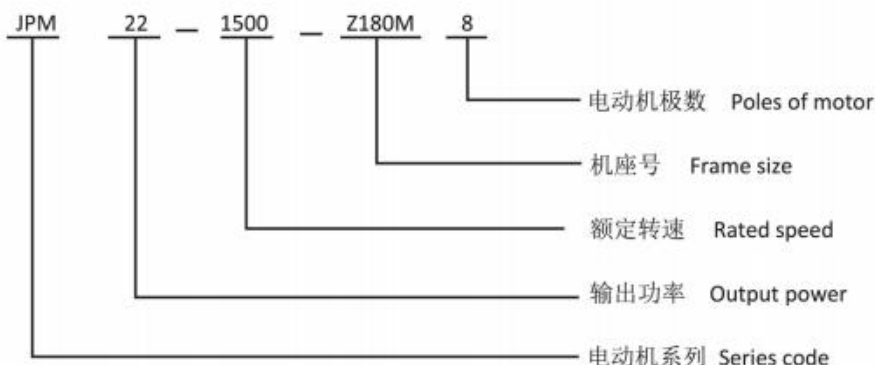 JPM 22 — 1500 — Z180M 8
电动机极数 Poles of motor
机座号 Frame size
额定转速 Rated speed
输出功率 Output power
电动机系列 Series code